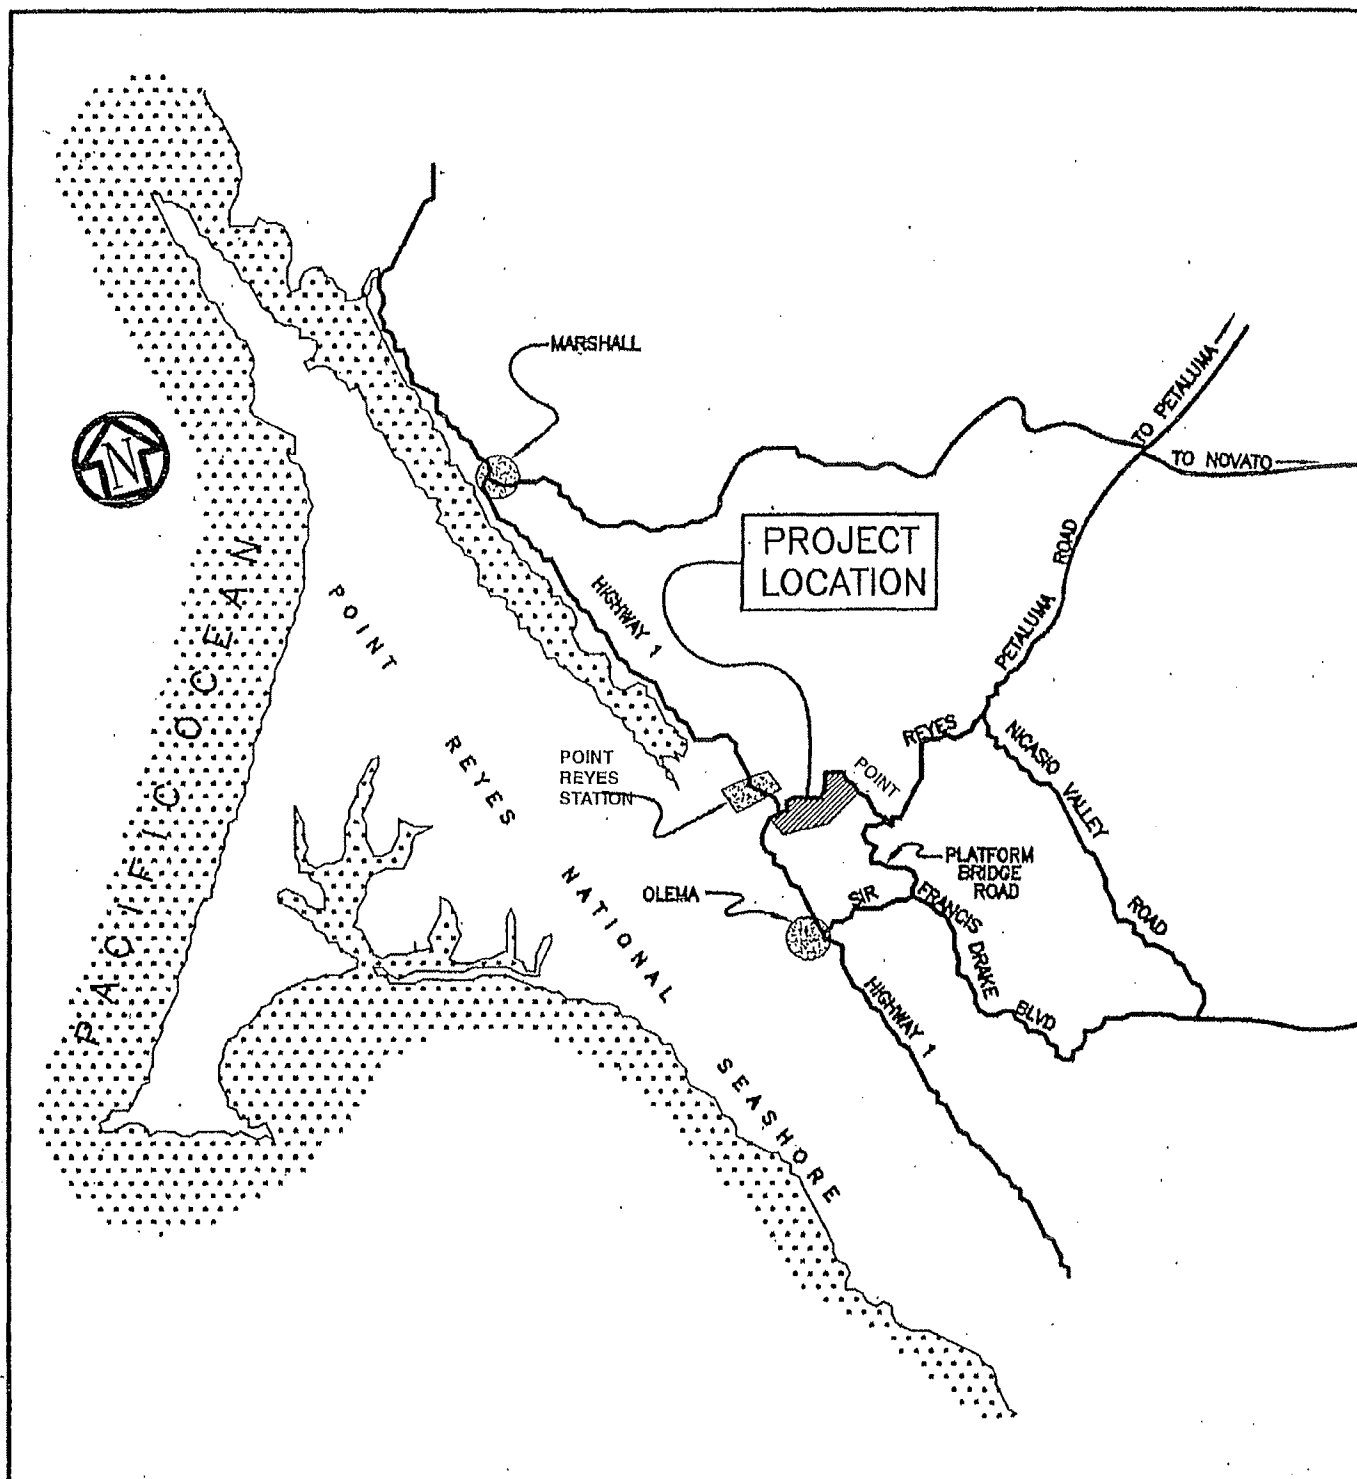 MARSHALL
TO PETALUMA
TO NOVATO
N
PROJECT
LOCATION
PACIFIC OCEAN
POINT REYES NATIONAL SEASHORE
HIGHWAY 1
POINT REYES PETALUMA ROAD
NICASIO VALLEY ROAD
POINT
REYES
STATION
PLATFORM
BRIDGE
ROAD
OLEMA
SIR FRANCIS DRAKE BLVD
HIGHWAY 1